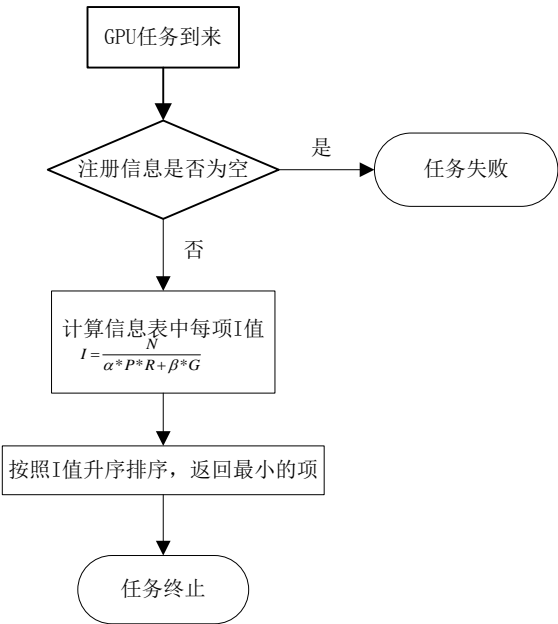 GPU任务到来
注册信息是否为空
是
任务失败
否
计算信息表中每项I值
I = N / (α*P*R+β*G)
按照I值升序排序，返回最小的项
任务终止